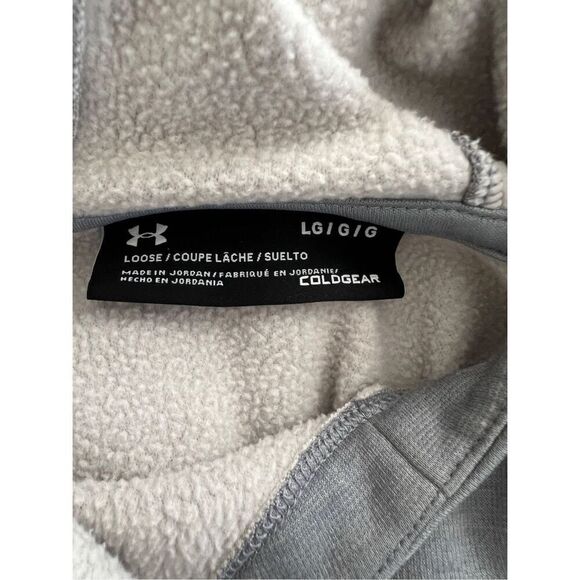 LG / G / G
LOOSE / COUPE LÂCHE / SUELTO
MADE IN JORDAN / FABRIQUÉ EN JORDANIE /
HECHO EN JORDANIA
COLDGEAR